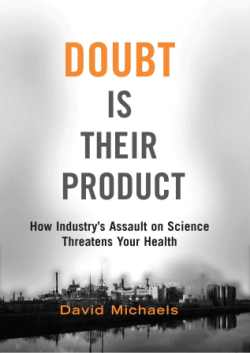 DOUBT
IS
THEIR
PRODUCT
How Industry's Assault on Science
Threatens Your Health
David Michaels